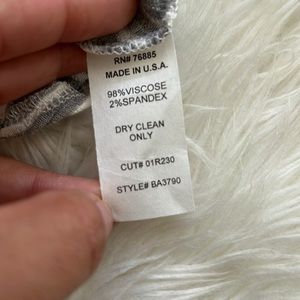 RN# 76885
MADE IN U.S.A.
98%VISCOSE
2%SPANDEX
DRY CLEAN
ONLY
CUT# 01R230
STYLE# BA3790